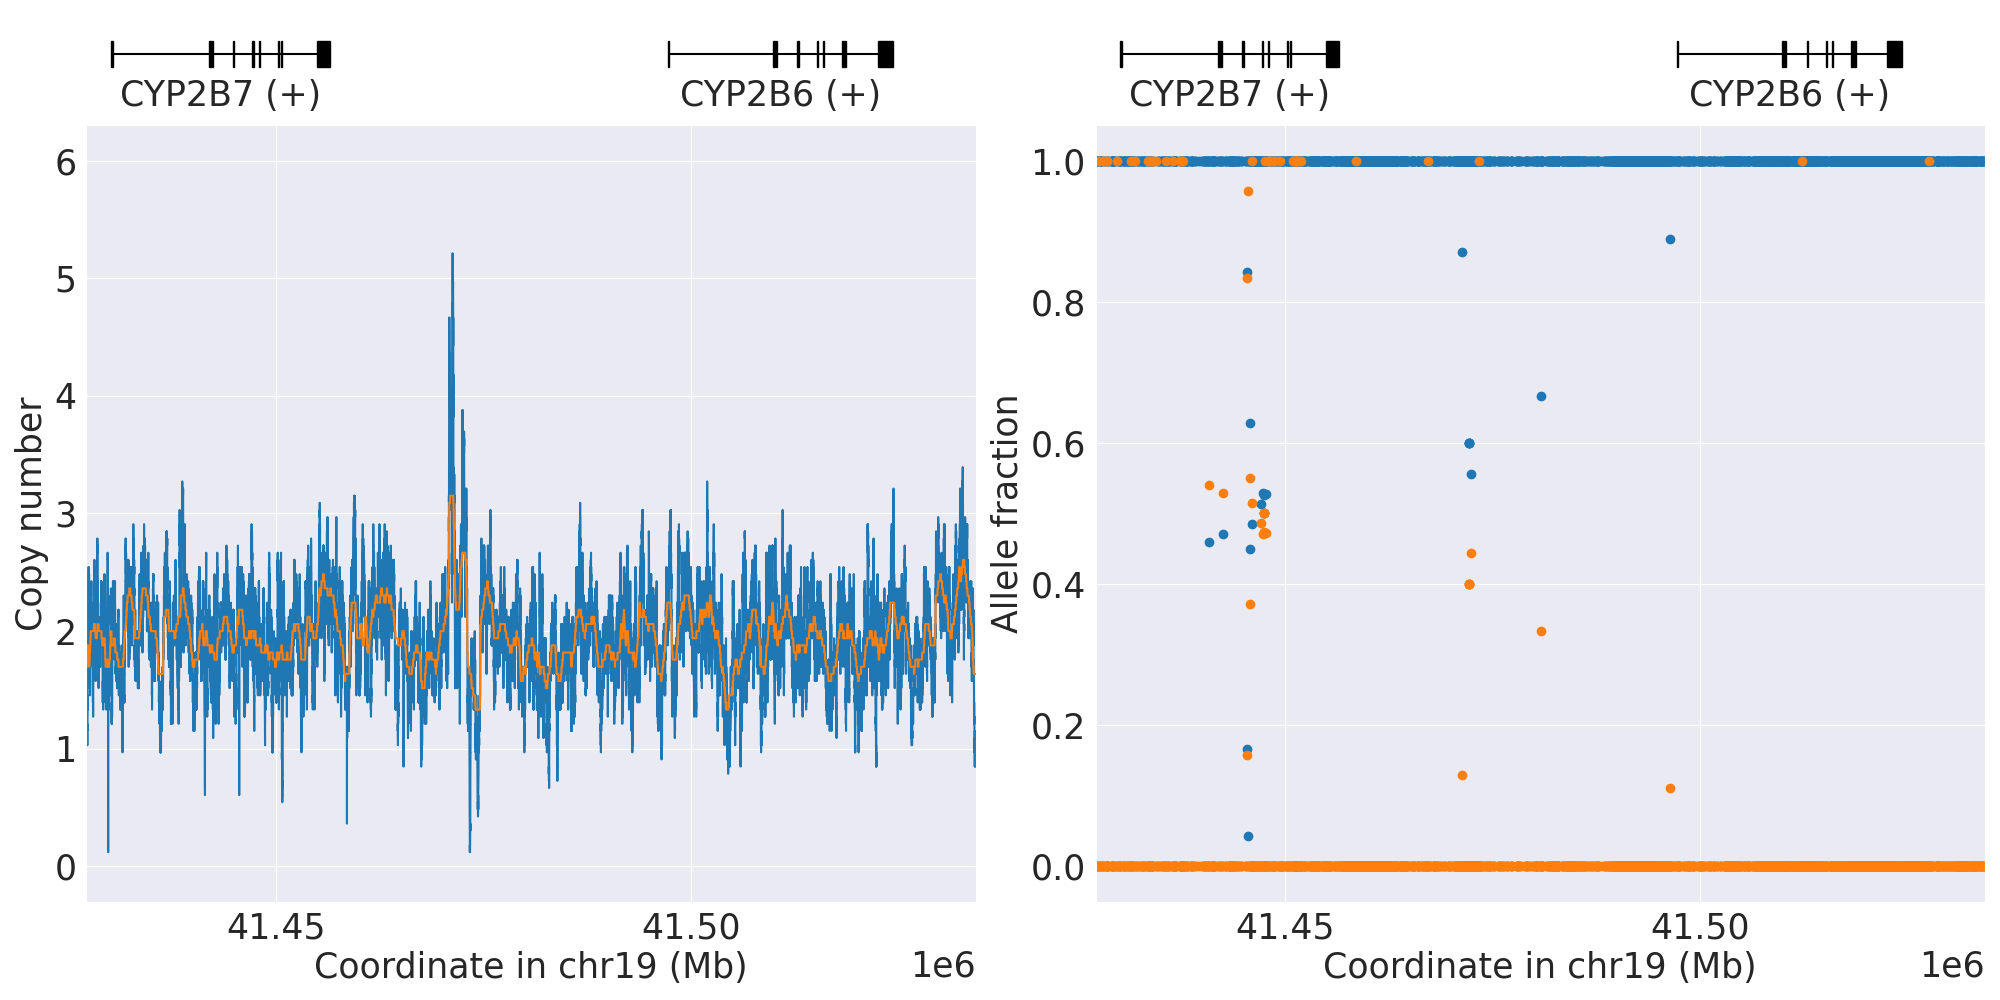 CYP2B7 (+) CYP2B6 (+)
6
5
4
3
2
1
0
Copy number
41.45 41.50
Coordinate in chr19 (Mb) 1e6
CYP2B7 (+) CYP2B6 (+)
1.0
0.8
0.6
0.4
0.2
0.0
Allele fraction
41.45 41.50
Coordinate in chr19 (Mb) 1e6